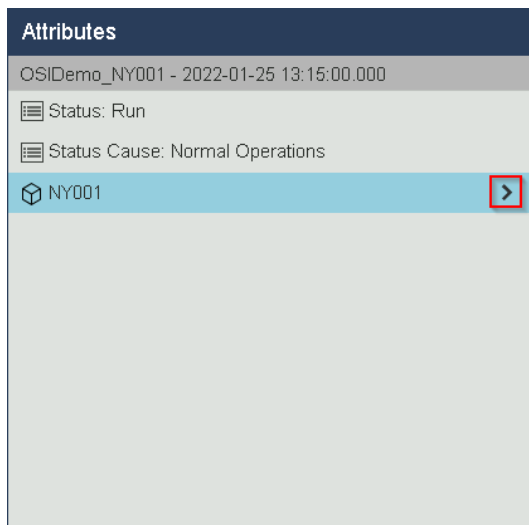 Attributes
OSIDemo_NY001 - 2022-01-25 13:15:00.000
Status: Run
Status Cause: Normal Operations
NY001